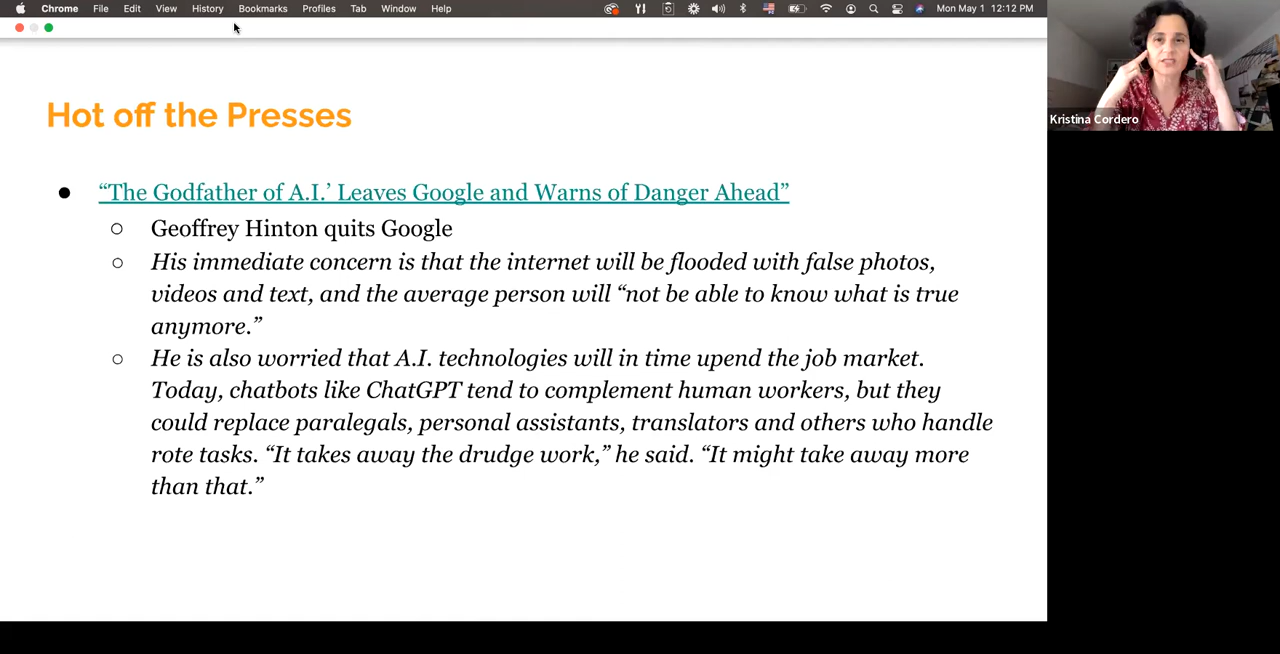 Chrome File Edit View History Bookmarks Profiles Tab Window Help Mon May 1 12:12 PM
Kristina Cordero
Hot off the Presses
“The Godfather of A.I.’ Leaves Google and Warns of Danger Ahead”
Geoffrey Hinton quits Google
His immediate concern is that the internet will be flooded with false photos,
videos and text, and the average person will “not be able to know what is true
anymore.”
He is also worried that A.I. technologies will in time upend the job market.
Today, chatbots like ChatGPT tend to complement human workers, but they
could replace paralegals, personal assistants, translators and others who handle
rote tasks. “It takes away the drudge work,” he said. “It might take away more
than that.”